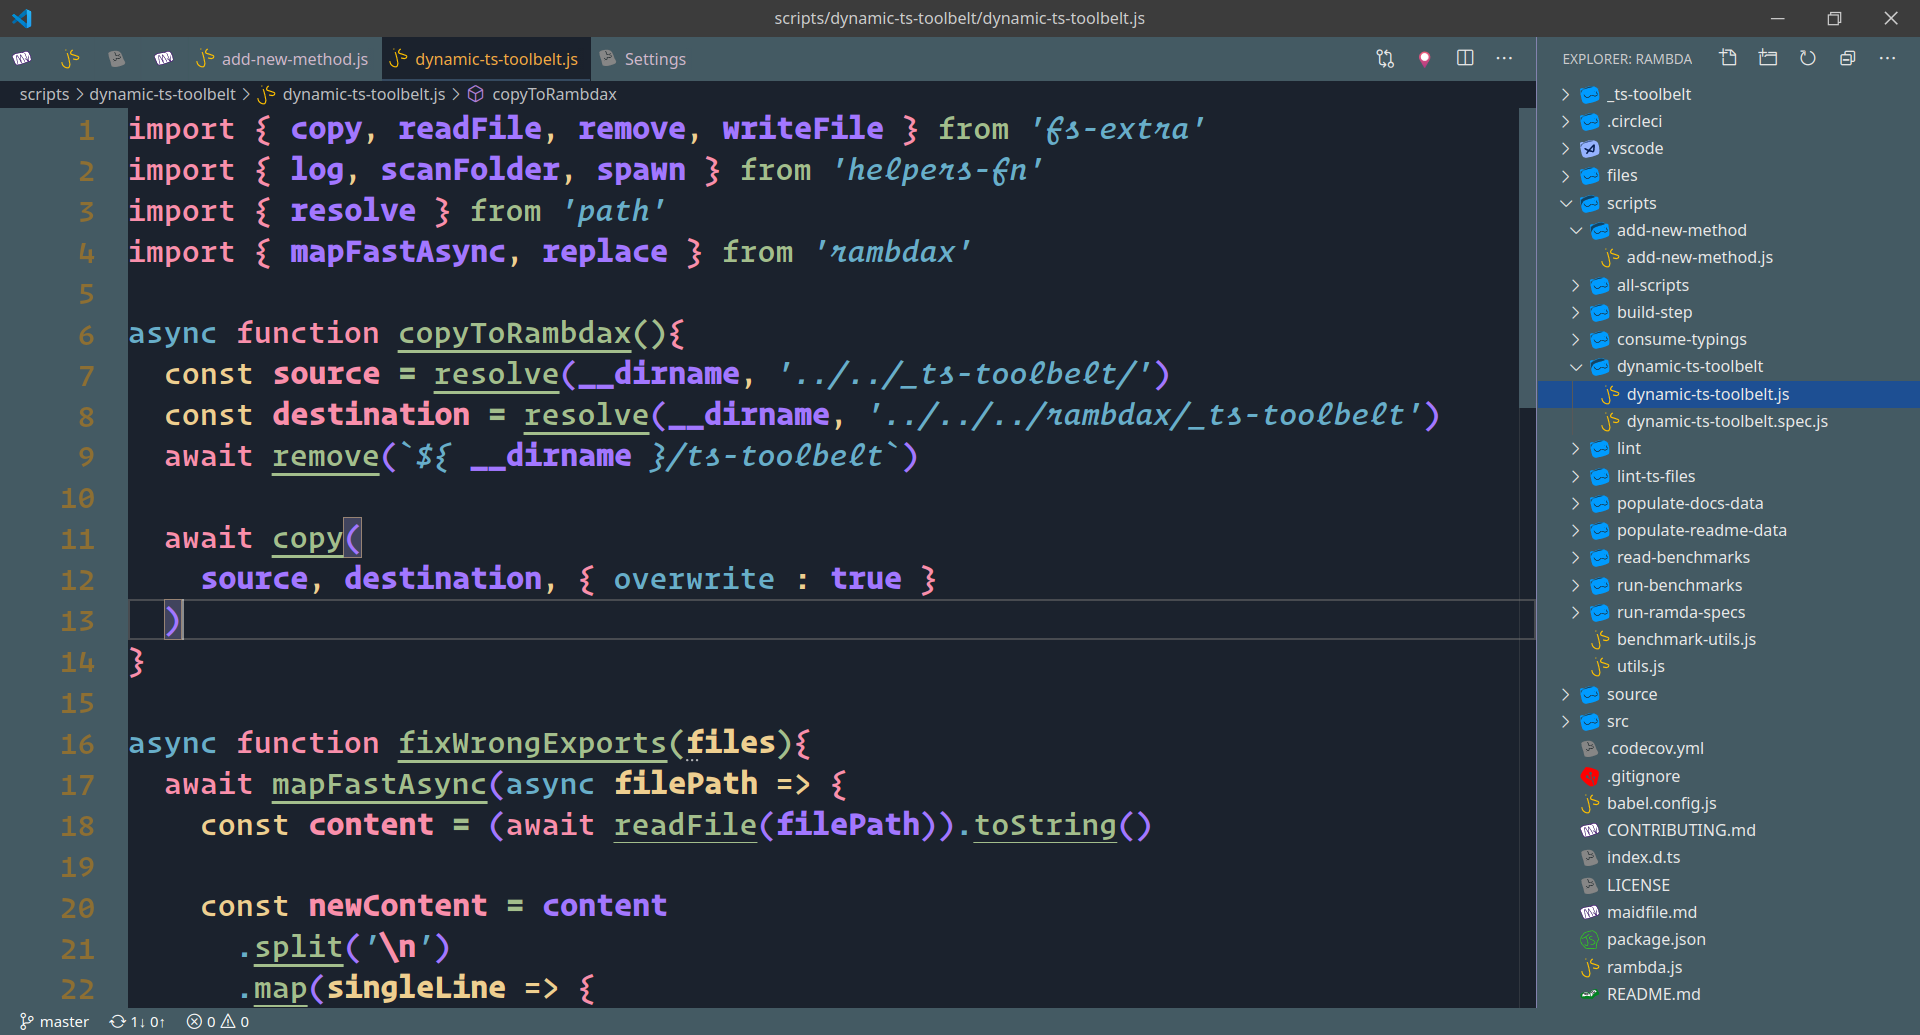 scripts/dynamic-ts-toolbelt/dynamic-ts-toolbelt.js
add-new-method.js
dynamic-ts-toolbelt.js
Settings
scripts > dynamic-ts-toolbelt > dynamic-ts-toolbelt.js > copyToRambdax
1 import { copy, readFile, remove, writeFile } from 'fs-extra'
2 import { log, scanFolder, spawn } from 'helpers-fn'
3 import { resolve } from 'path'
4 import { mapFastAsync, replace } from 'rambdax'
5
6 async function copyToRambdax(){
7   const source = resolve(__dirname, '../../_ts-toolbelt/')
8   const destination = resolve(__dirname, '../../../rambdax/_ts-toolbelt')
9   await remove(`${ __dirname }/ts-toolbelt`)
10
11   await copy(
12     source, destination, { overwrite : true }
13   )
14 }
15
16 async function fixWrongExports(files){
17   await mapFastAsync(async filePath => {
18     const content = (await readFile(filePath)).toString()
19
20     const newContent = content
21       .split('\n')
22       .map(singleLine => {
EXPLORER: RAMBDA
_ts-toolbelt
.circleci
.vscode
files
scripts
add-new-method
add-new-method.js
all-scripts
build-step
consume-typings
dynamic-ts-toolbelt
dynamic-ts-toolbelt.js
dynamic-ts-toolbelt.spec.js
lint
lint-ts-files
populate-docs-data
populate-readme-data
read-benchmarks
run-benchmarks
run-ramda-specs
benchmark-utils.js
utils.js
source
src
.codecov.yml
.gitignore
babel.config.js
CONTRIBUTING.md
index.d.ts
LICENSE
maidfile.md
package.json
rambda.js
README.md
master 1↓ 0↑ 0 0